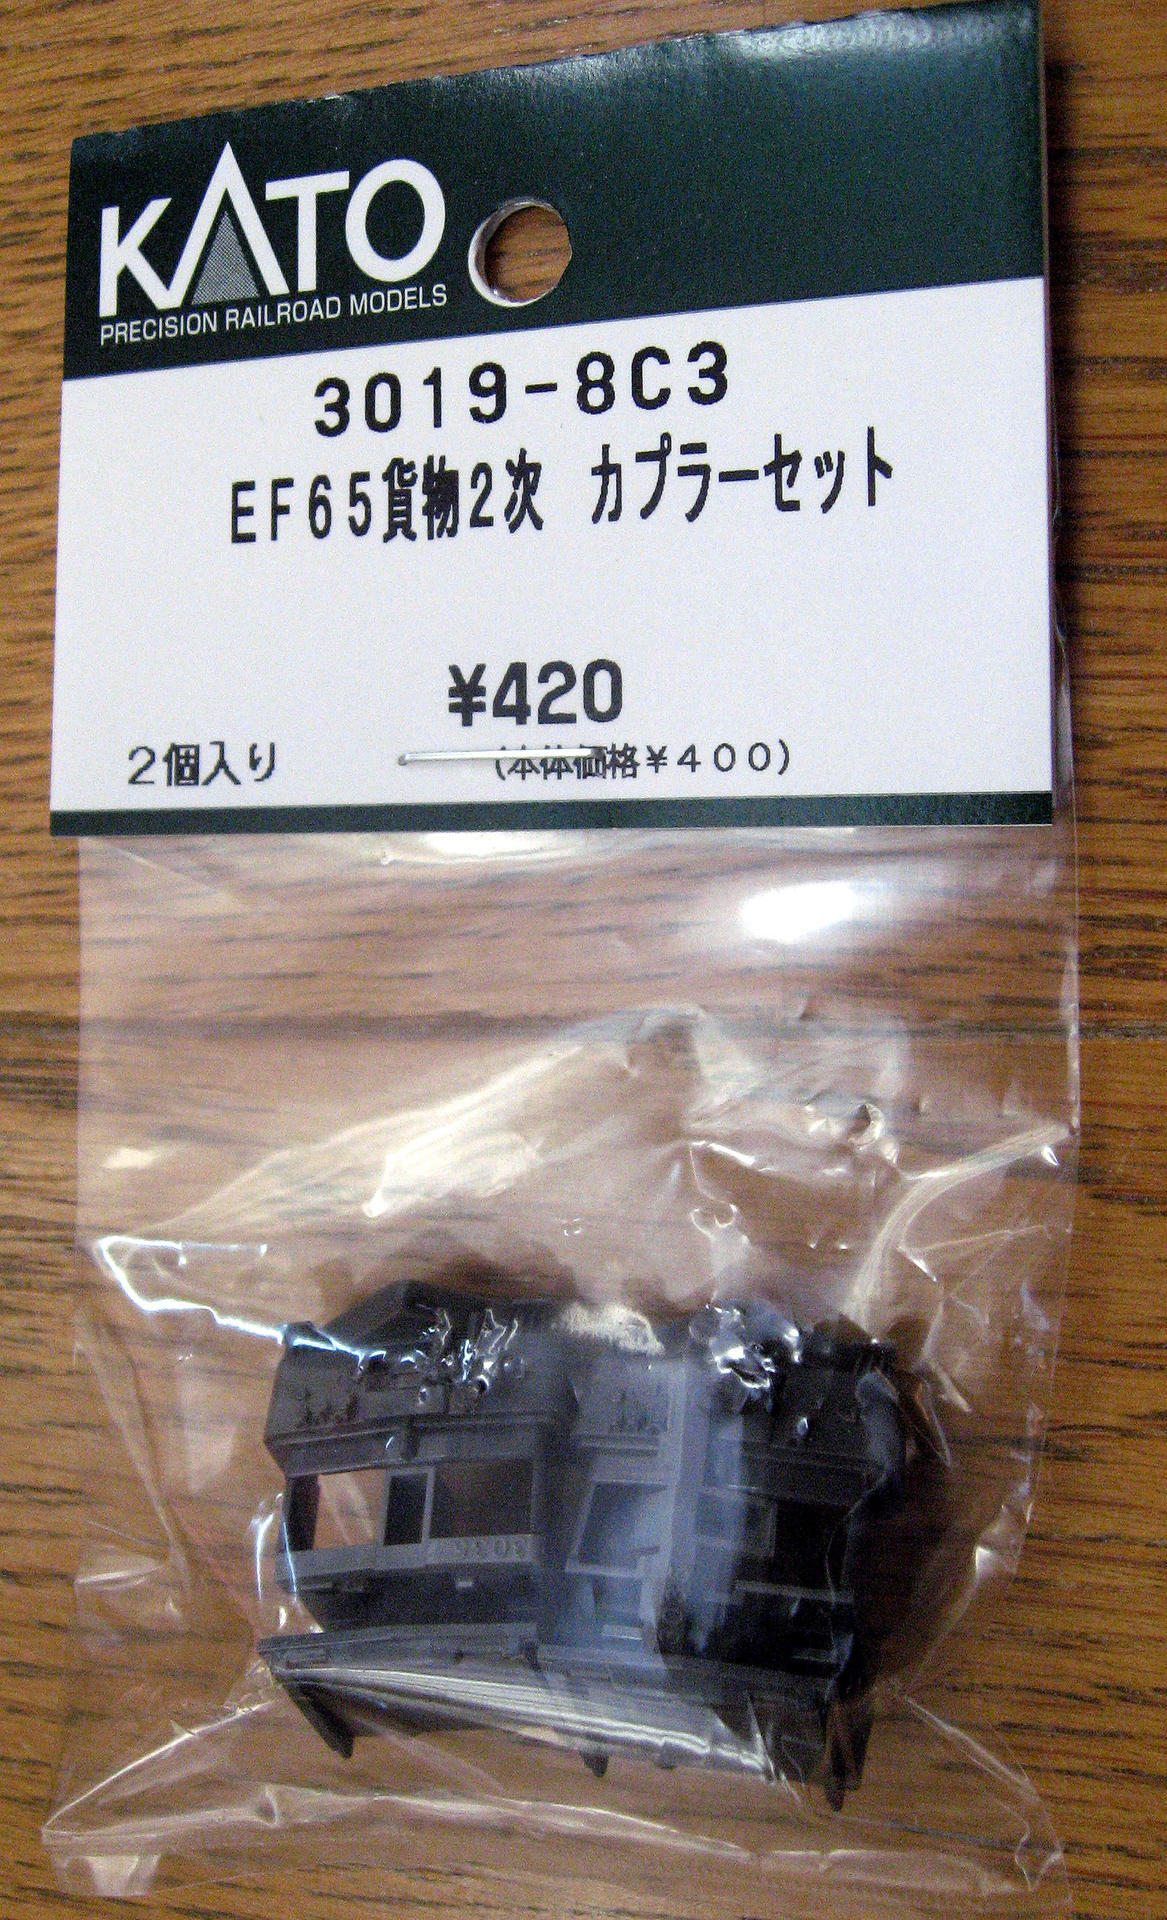 KATO
PRECISION RAILROAD MODELS
3019-8C3
EF65貨物2次 カプラーセット
¥420
2個入り (本体価格¥400)